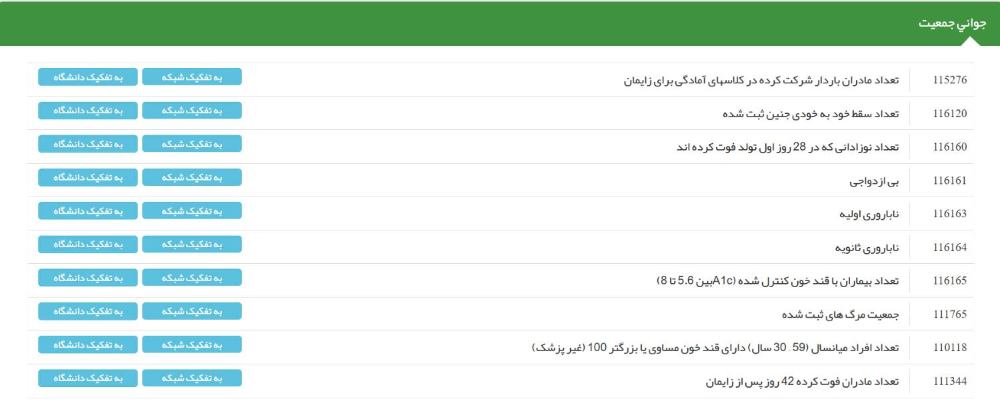 جواني جمعيت
115276 تعداد مادران باردار شرکت کرده در کلاسهای آمادگی برای زایمان به تفکیک شبکه به تفکیک دانشگاه
116120 تعداد سقط خود به خودی جنین ثبت شده به تفکیک شبکه به تفکیک دانشگاه
116160 تعداد نوزادانی که در 28 روز اول تولد فوت کرده اند به تفکیک شبکه به تفکیک دانشگاه
116161 بی ازدواجی به تفکیک شبکه به تفکیک دانشگاه
116163 ناباروری اولیه به تفکیک شبکه به تفکیک دانشگاه
116164 ناباروری ثانویه به تفکیک شبکه به تفکیک دانشگاه
116165 تعداد بیماران با قند خون کنترل شده (A1cبین 5.6 تا 8) به تفکیک شبکه به تفکیک دانشگاه
111765 جمعیت مرگ های ثبت شده به تفکیک شبکه به تفکیک دانشگاه
110118 تعداد افراد میانسال (59 - 30 سال) دارای قند خون مساوی یا بزرگتر 100 (غیر پزشک) به تفکیک شبکه به تفکیک دانشگاه
111344 تعداد مادران فوت کرده 42 روز پس از زایمان به تفکیک شبکه به تفکیک دانشگاه